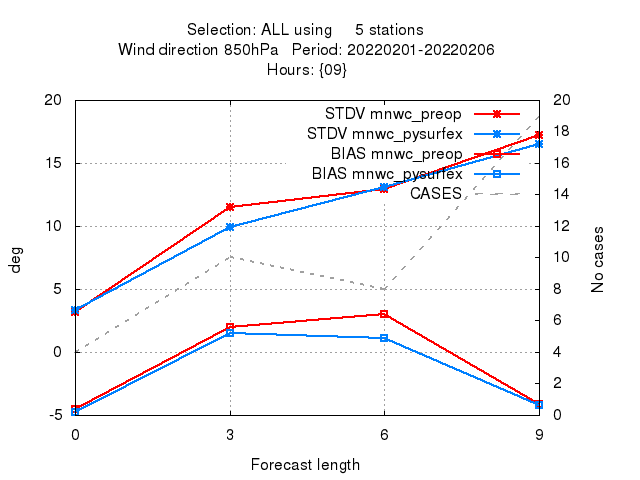 Selection: ALL using 5 stations
Wind direction 850hPa Period: 20220201-20220206
Hours: {09}
20 20
STDV mnwc_preop
18
STDV mnwc_pysurfex
15 16
BIAS mnwc_preop
BIAS mnwc_pysurfex
14
CASES
10 12
deg
10
No cases
5 8
6
0 4
2
-5 0
0 3 6 9
Forecast length